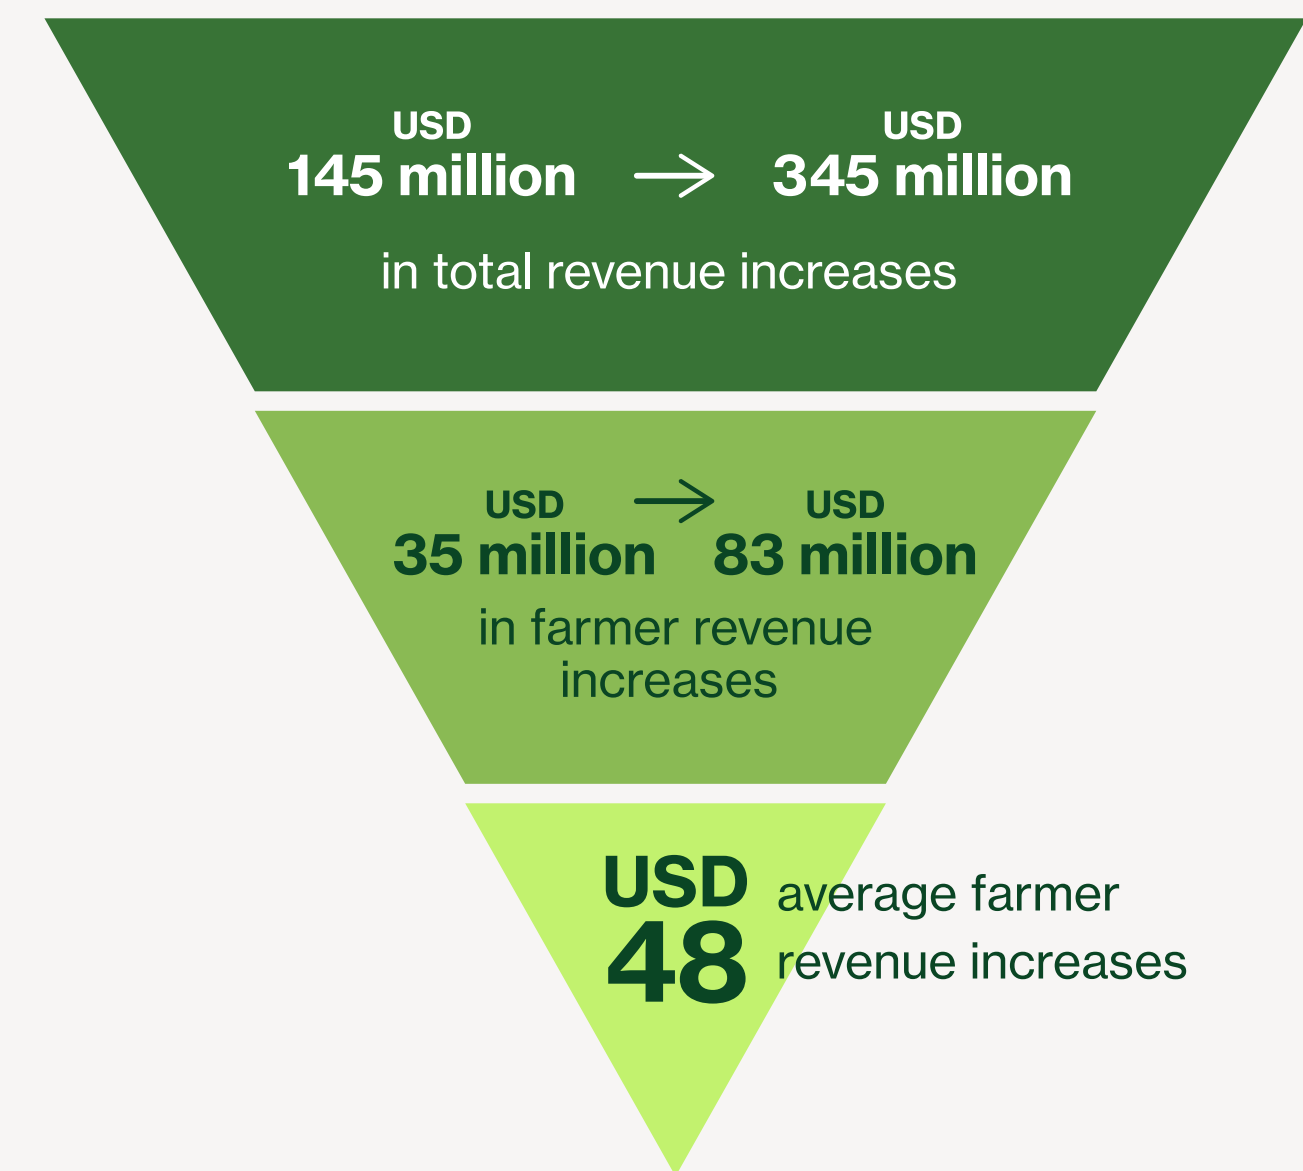 USD USD
145 million → 345 million
in total revenue increases
USD → USD
35 million 83 million
in farmer revenue
increases
USD
48
average farmer
revenue increases